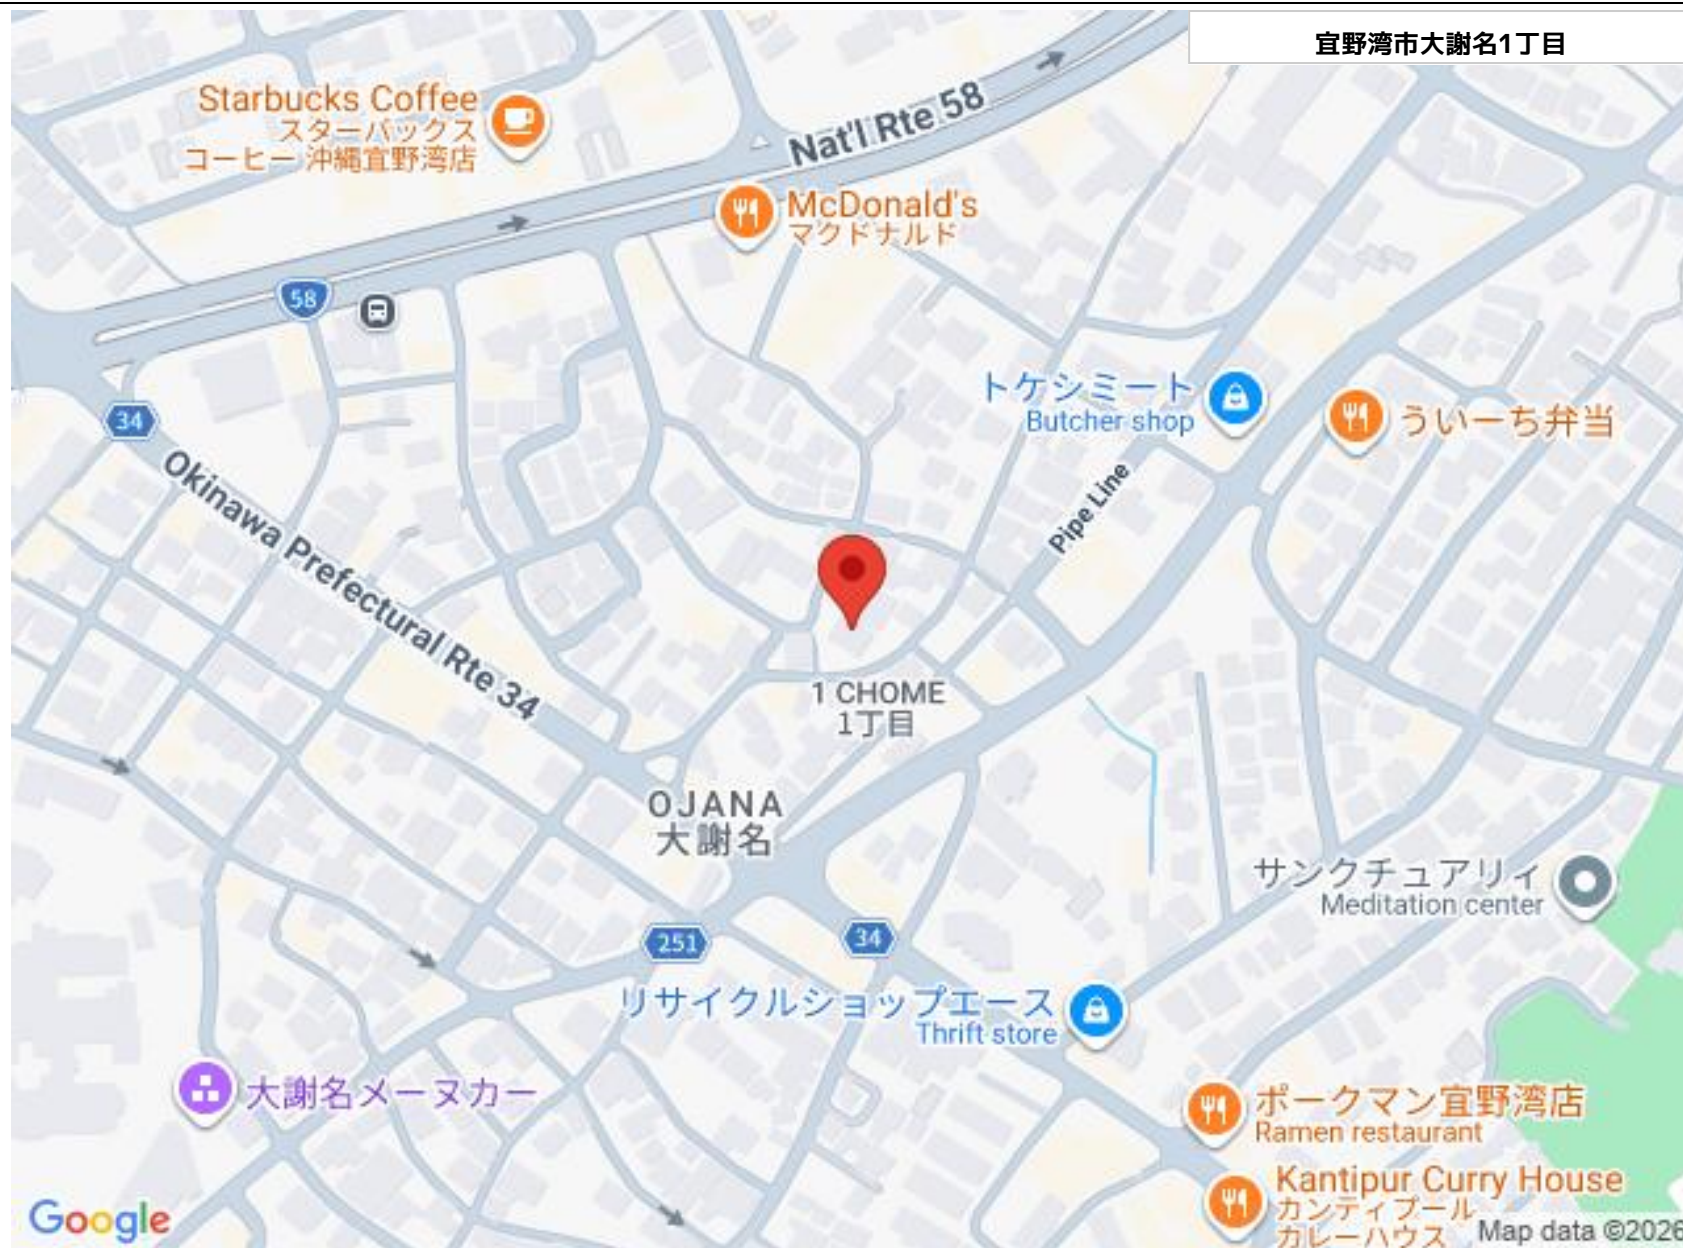 宜野湾市大謝名1丁目
Starbucks Coffee
スターバックス
コーヒー 沖縄宜野湾店
Nat'l Rte 58
McDonald's
マクドナルド
58
34
トケシミート
Butcher shop
ういーち弁当
Okinawa Prefectural Rte 34
Pipe Line
1 CHOME
1丁目
OJANA
大謝名
サンクチュアリィ
Meditation center
251
34
リサイクルショップエース
Thrift store
大謝名メーヌカー
ポークマン宜野湾店
Ramen restaurant
Kantipur Curry House
カンティプール
カレーハウス
Google
Map data ©2026